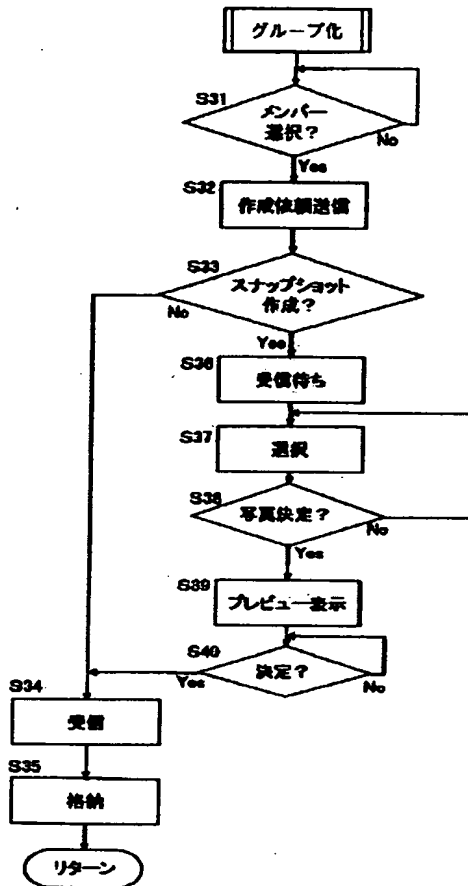 グループ化
S31
メンバー
選択?
No
Yes
S32
作成依頼送信
S33
スナップショット
作成?
No
Yes
S36
受信待ち
S37
選択
S38
写真決定?
No
Yes
S39
プレビュー表示
S40
決定?
Yes
No
S34
受信
S35
格納
リターン